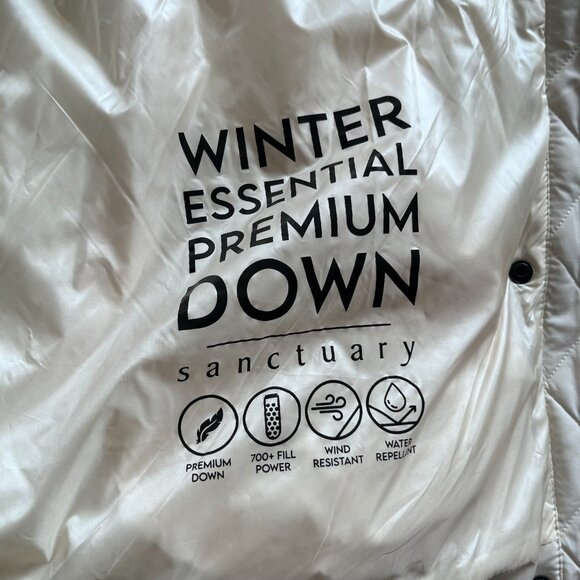 WINTER
ESSENTIAL
PREMIUM
DOWN
sanctuary
PREMIUM
DOWN
700+ FILL
POWER
WIND
RESISTANT
WATER
REPELLENT